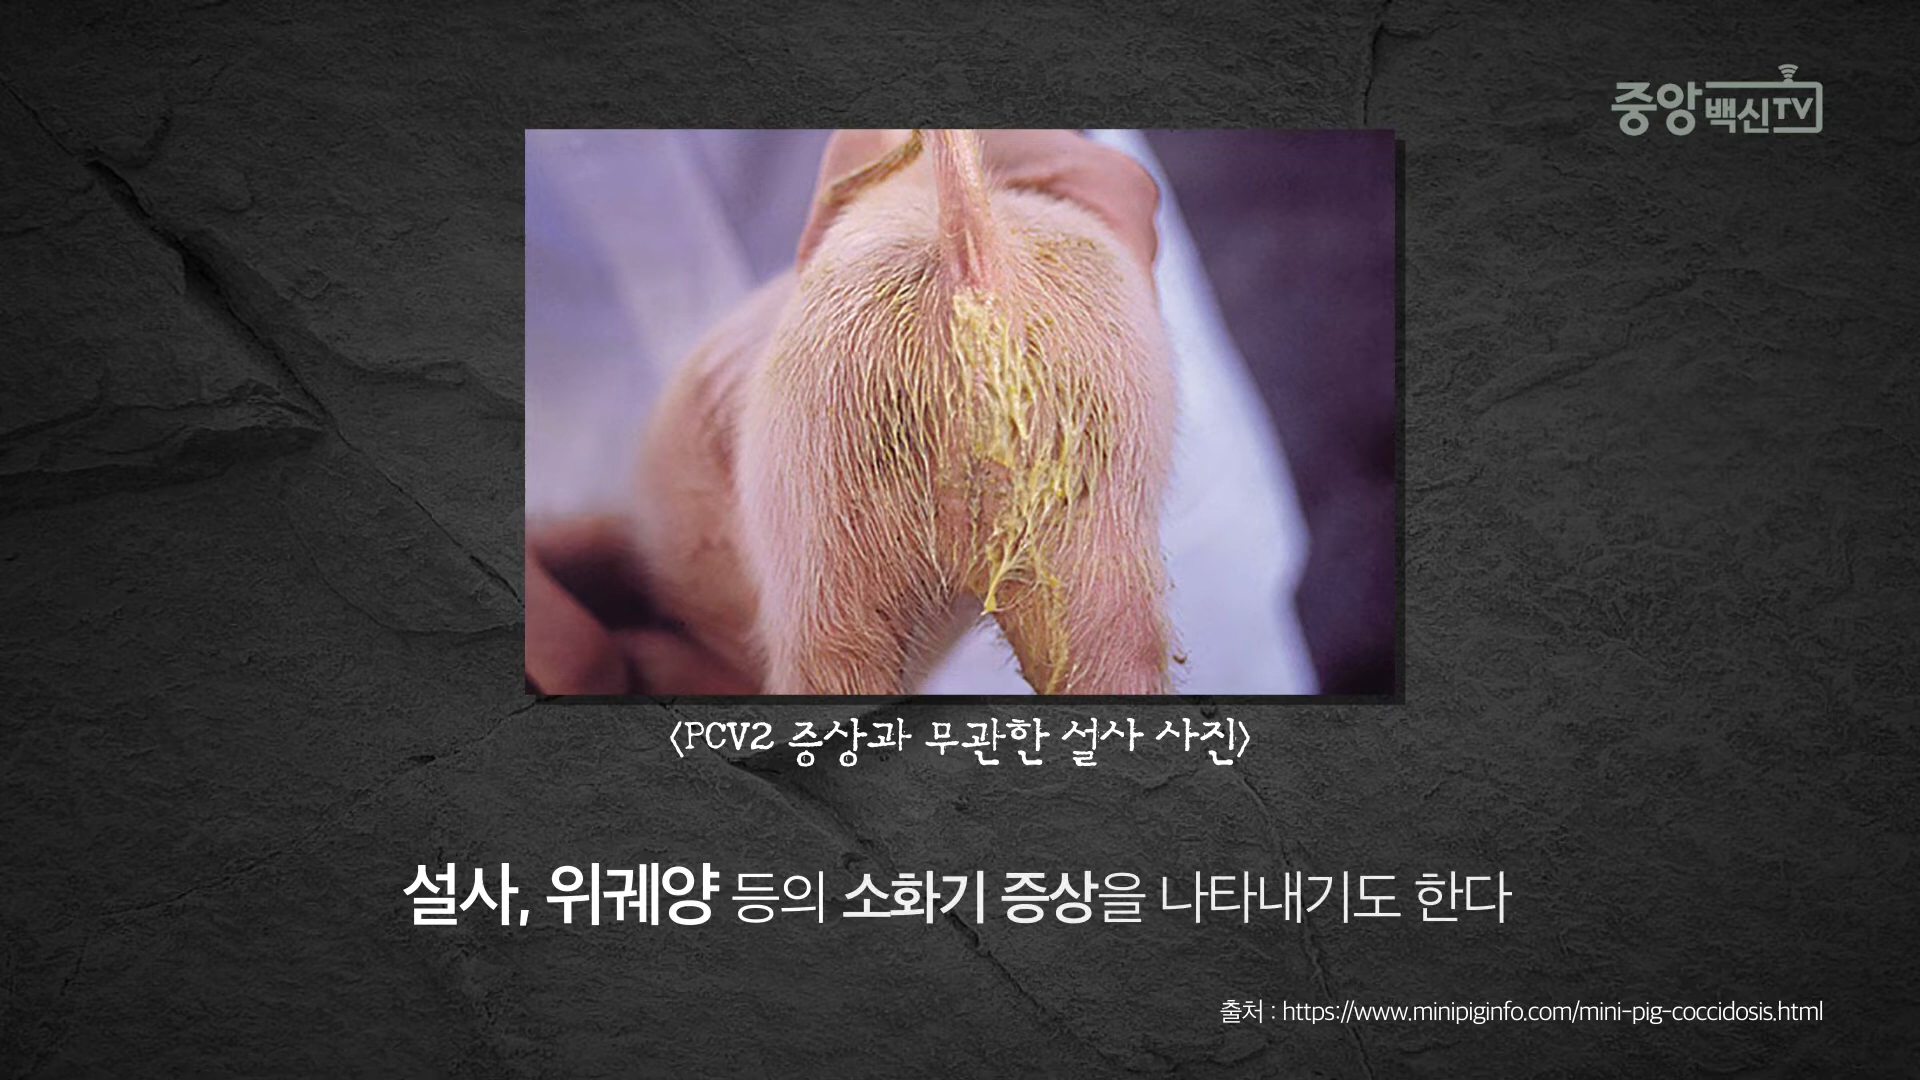 중앙백신TV
<PCV2 증상과 무관한 설사 사진>
설사, 위궤양 등의 소화기 증상을 나타내기도 한다
출처 : https://www.minipiginfo.com/mini-pig-coccidosis.html